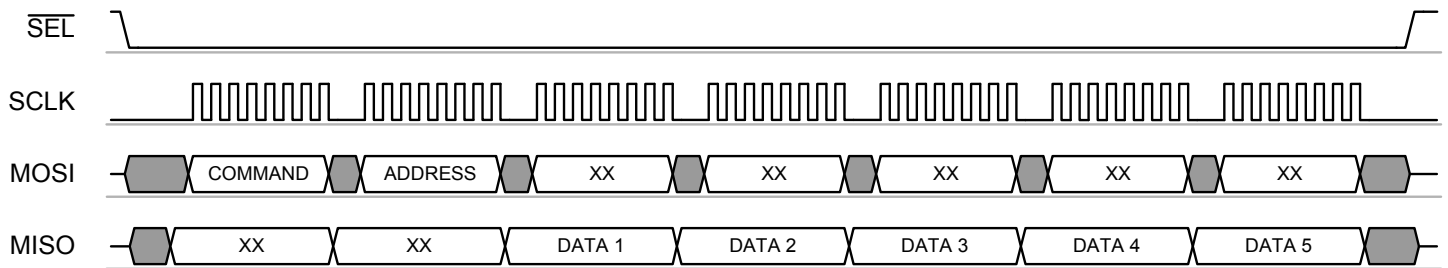 SEL
SCLK
MOSI COMMAND ADDRESS XX XX XX XX XX
MISO XX XX DATA 1 DATA 2 DATA 3 DATA 4 DATA 5